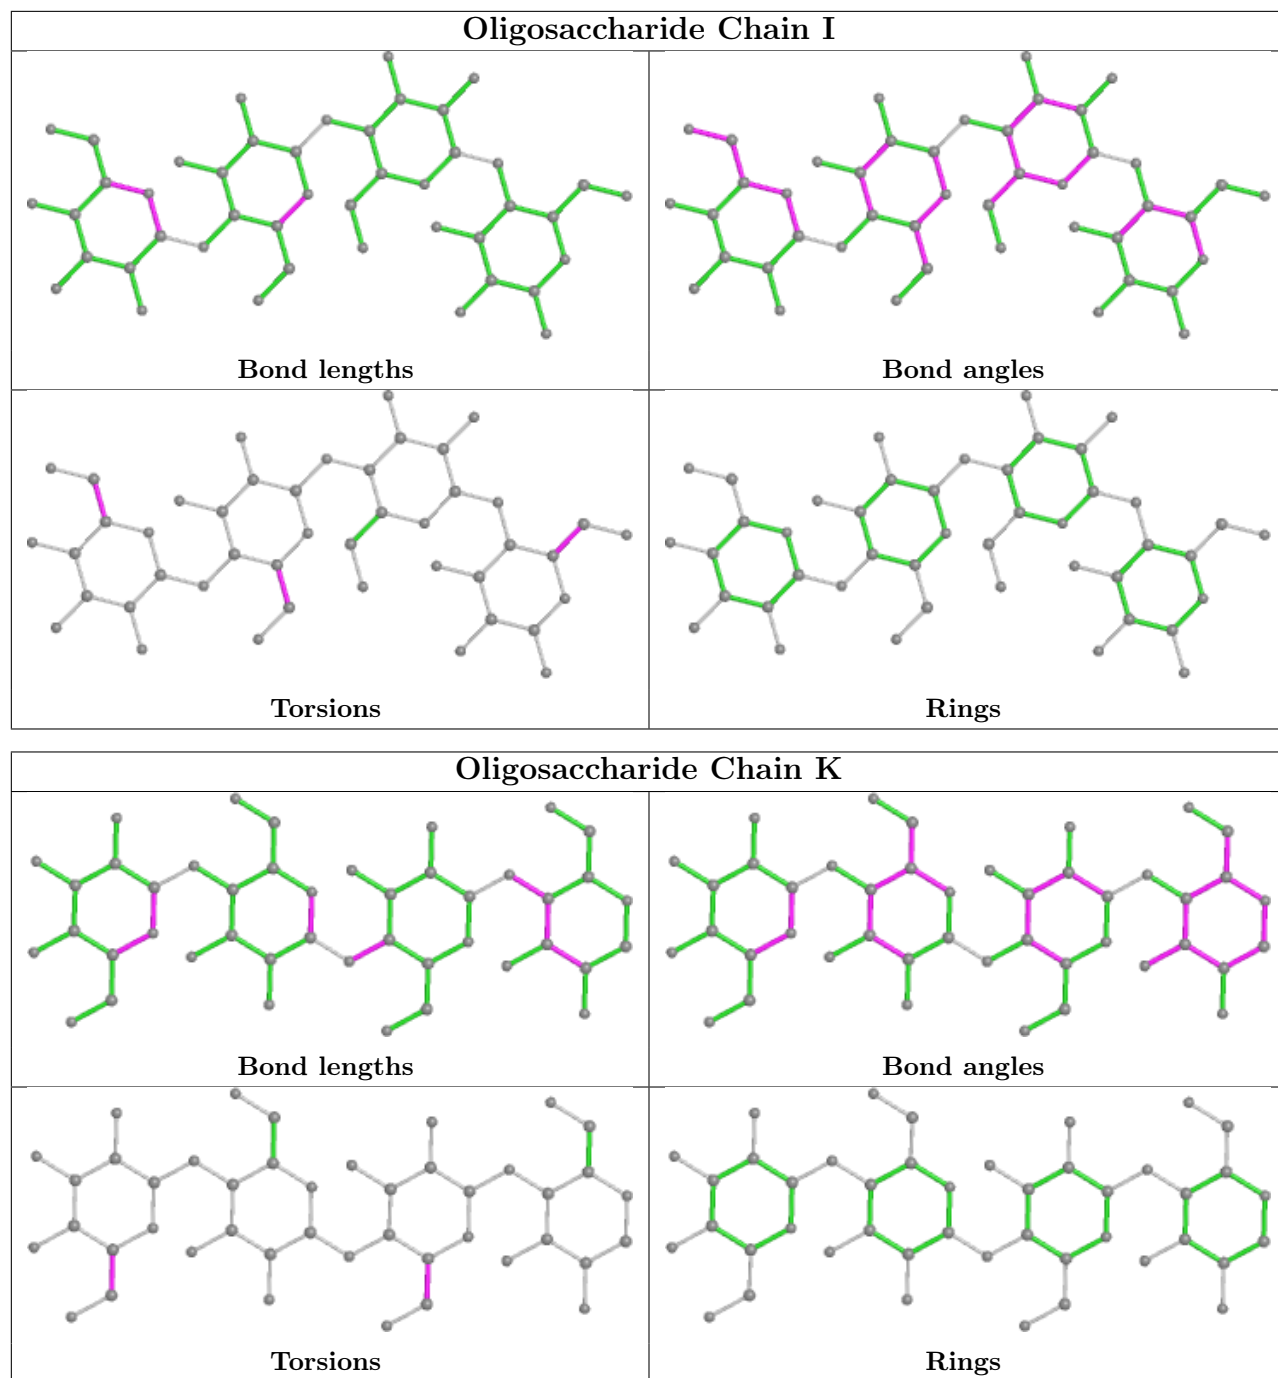 Oligosaccharide Chain I
Bond lengths
Bond angles
Torsions
Rings
Oligosaccharide Chain K
Bond lengths
Bond angles
Torsions
Rings